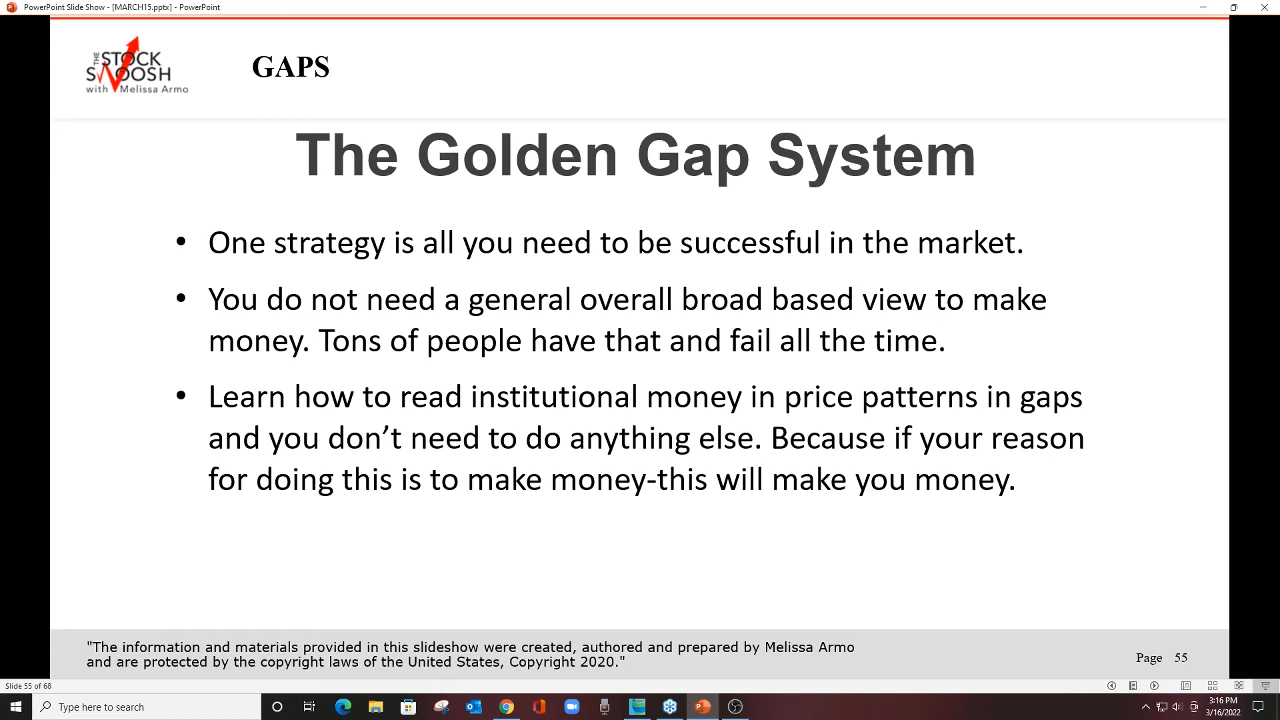 PowerPoint Slide Show - [MARCH15.pptx] - PowerPoint
THE
STOCK
SWOOSH
with Melissa Armo
GAPS
The Golden Gap System
• One strategy is all you need to be successful in the market.
• You do not need a general overall broad based view to make
money. Tons of people have that and fail all the time.
• Learn how to read institutional money in price patterns in gaps
and you don’t need to do anything else. Because if your reason
for doing this is to make money-this will make you money.
"The information and materials provided in this slideshow were created, authored and prepared by Melissa Armo
and are protected by the copyright laws of the United States, Copyright 2020."
Page 55
Slide 55 of 68
Type here to search
3:16 PM
3/16/2022